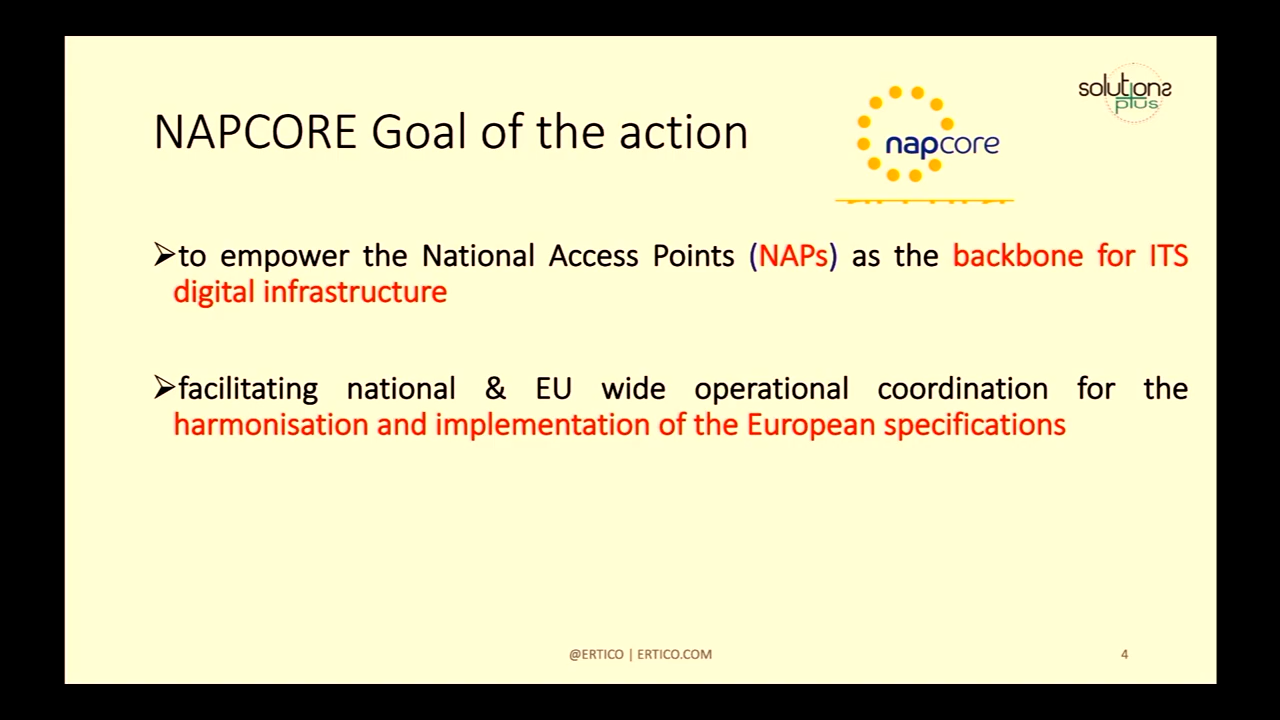 NAPCORE Goal of the action
napcore
solutions
plus
➢to empower the National Access Points (NAPs) as the backbone for ITS
digital infrastructure
➢facilitating national & EU wide operational coordination for the
harmonisation and implementation of the European specifications
@ERTICO | ERTICO.COM
4